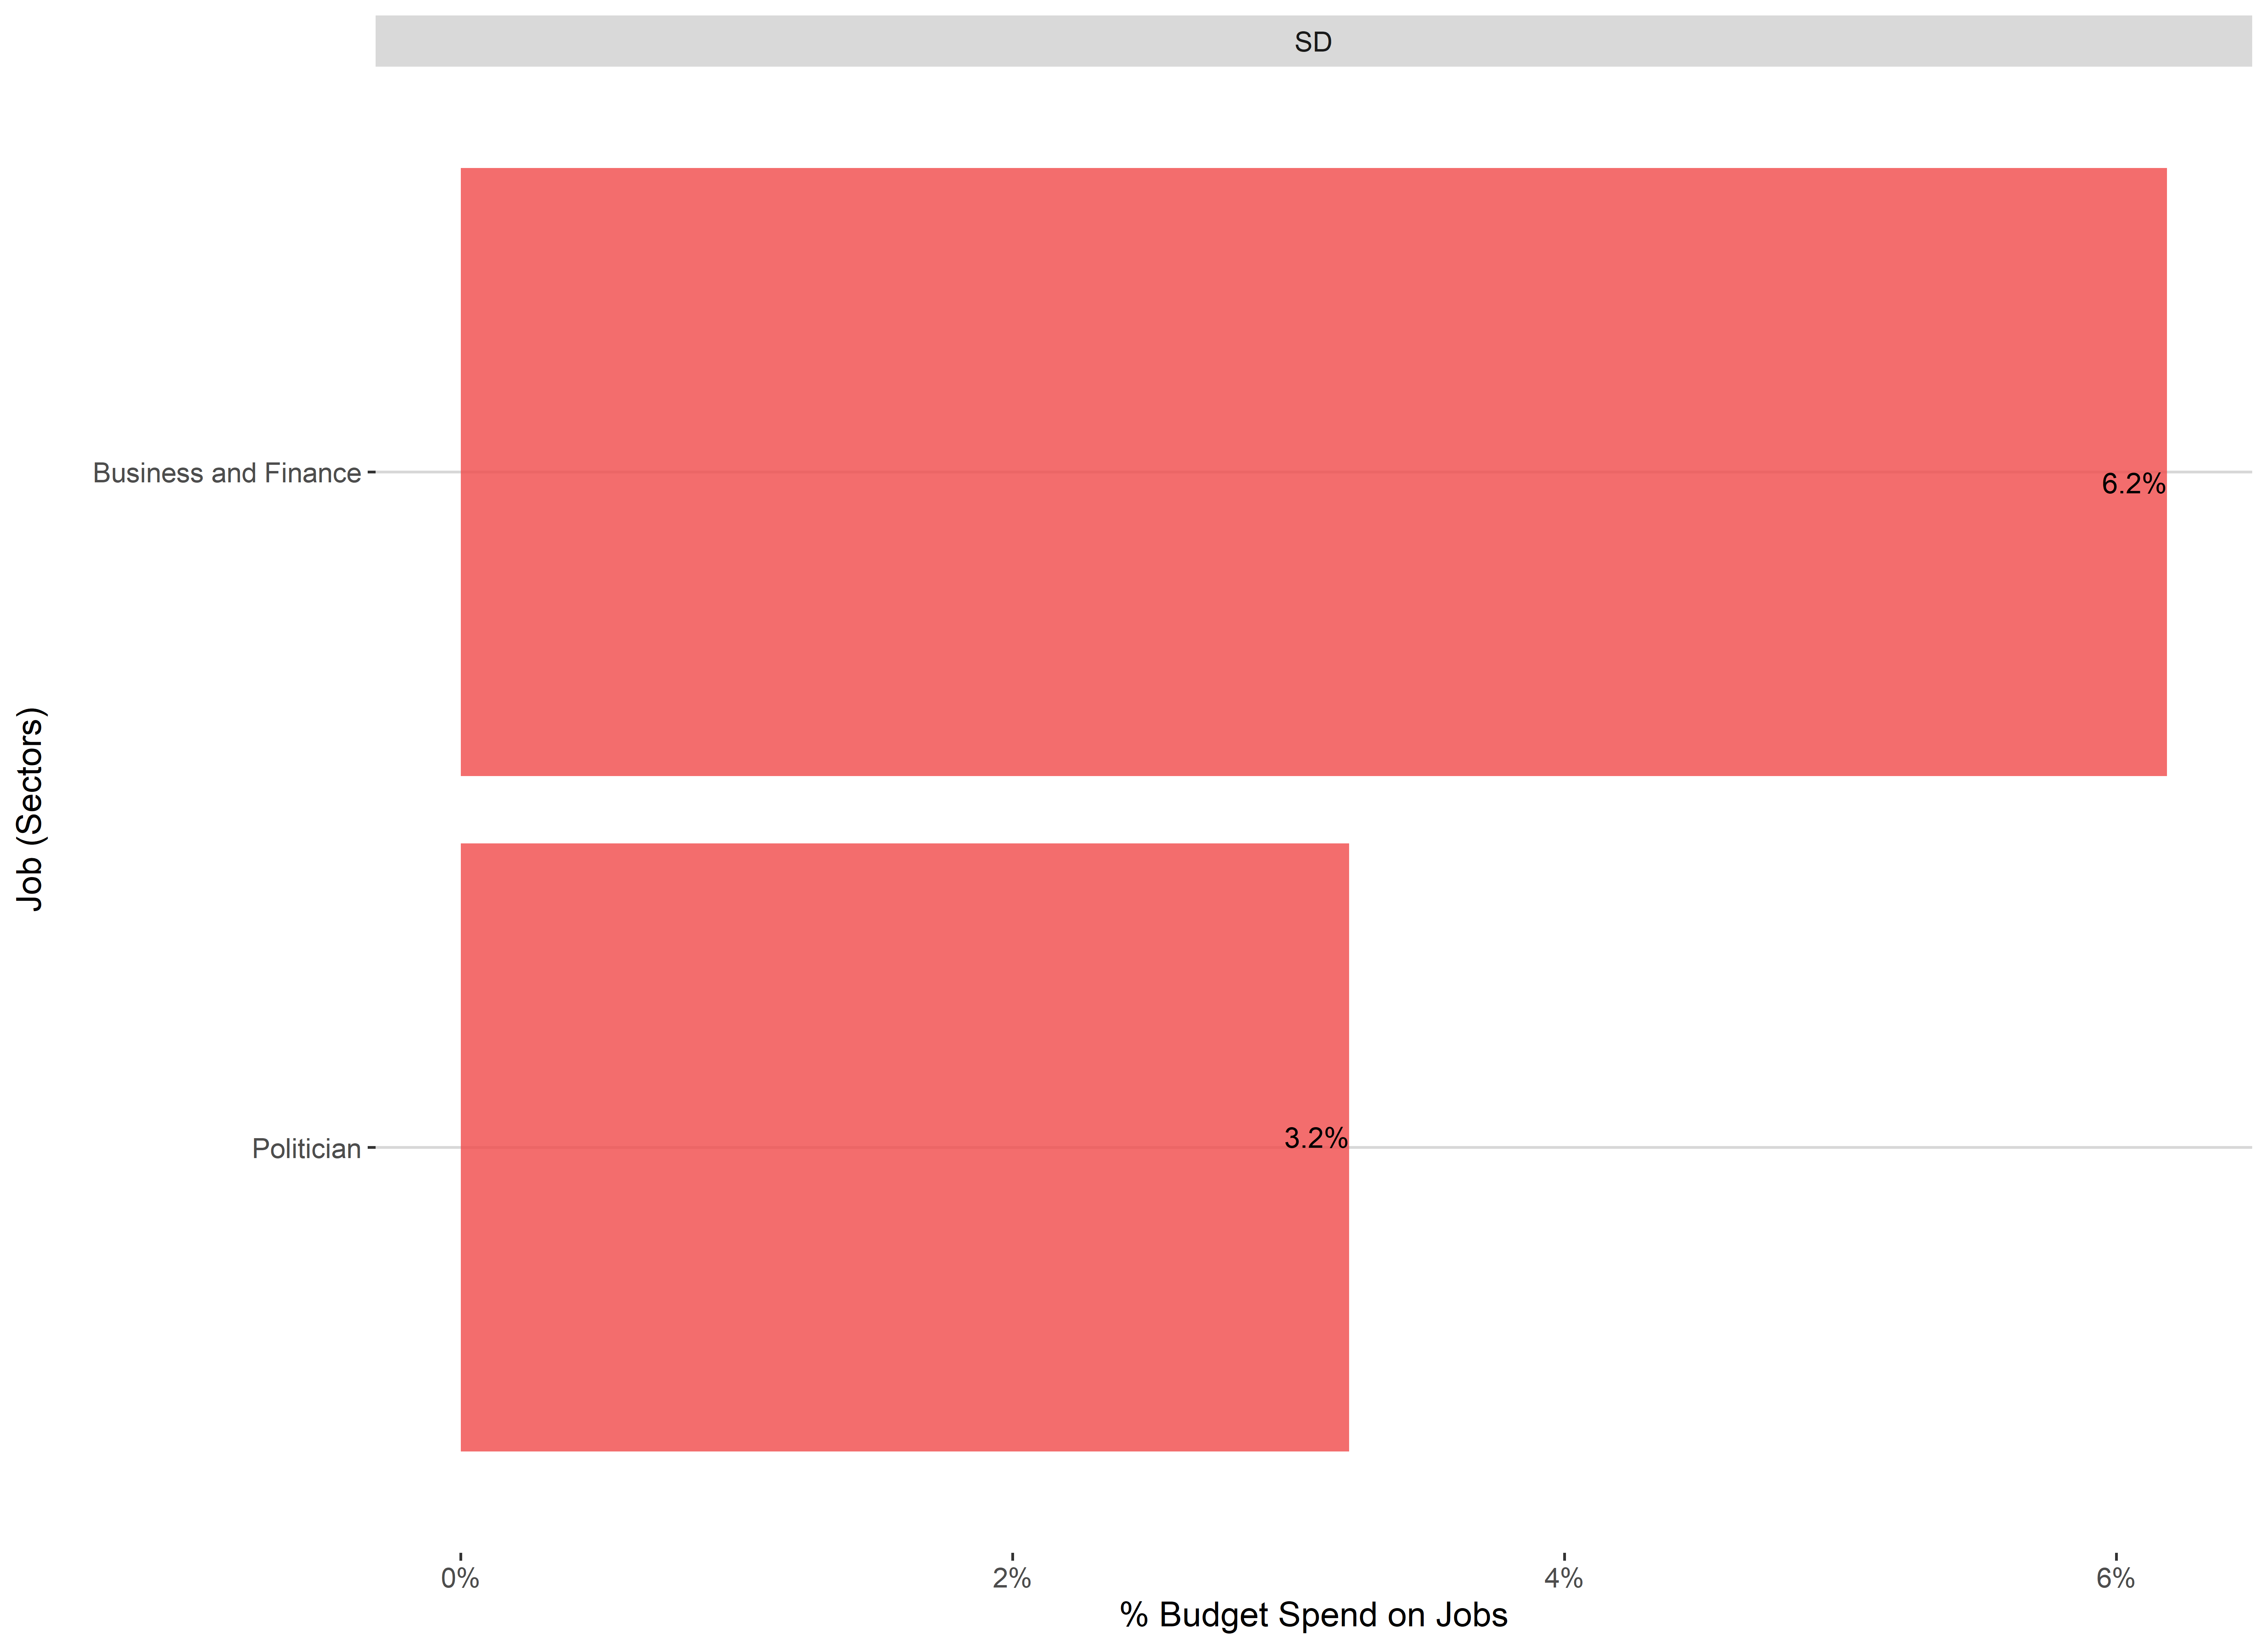 SD
Job (Sectors)
Business and Finance
6.2%
Politician
3.2%
0% 2% 4% 6%
% Budget Spend on Jobs